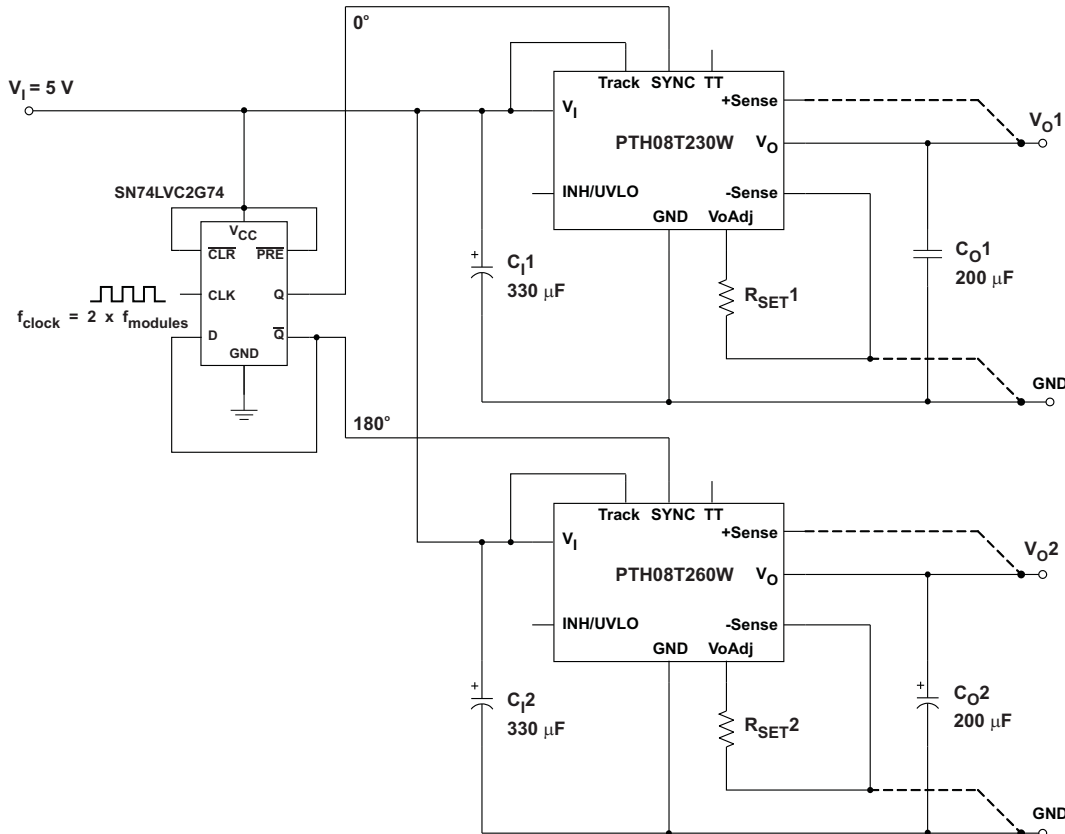 0°
Track SYNC TT
V_I = 5 V
V_I
+Sense
V_O1
PTH08T230W
V_O
SN74LVC2G74
INH/UVLO
-Sense
GND VoAdj
V_CC
CLR PRE
+
C_I1
330 μF
C_O1
200 μF
CLK Q
R_SET1
f_clock = 2 x f_modules
D Q
GND
GND
180°
Track SYNC TT
V_I
+Sense
V_O2
PTH08T260W
V_O
INH/UVLO
-Sense
GND VoAdj
+
C_I2
330 μF
+
C_O2
200 μF
R_SET2
GND